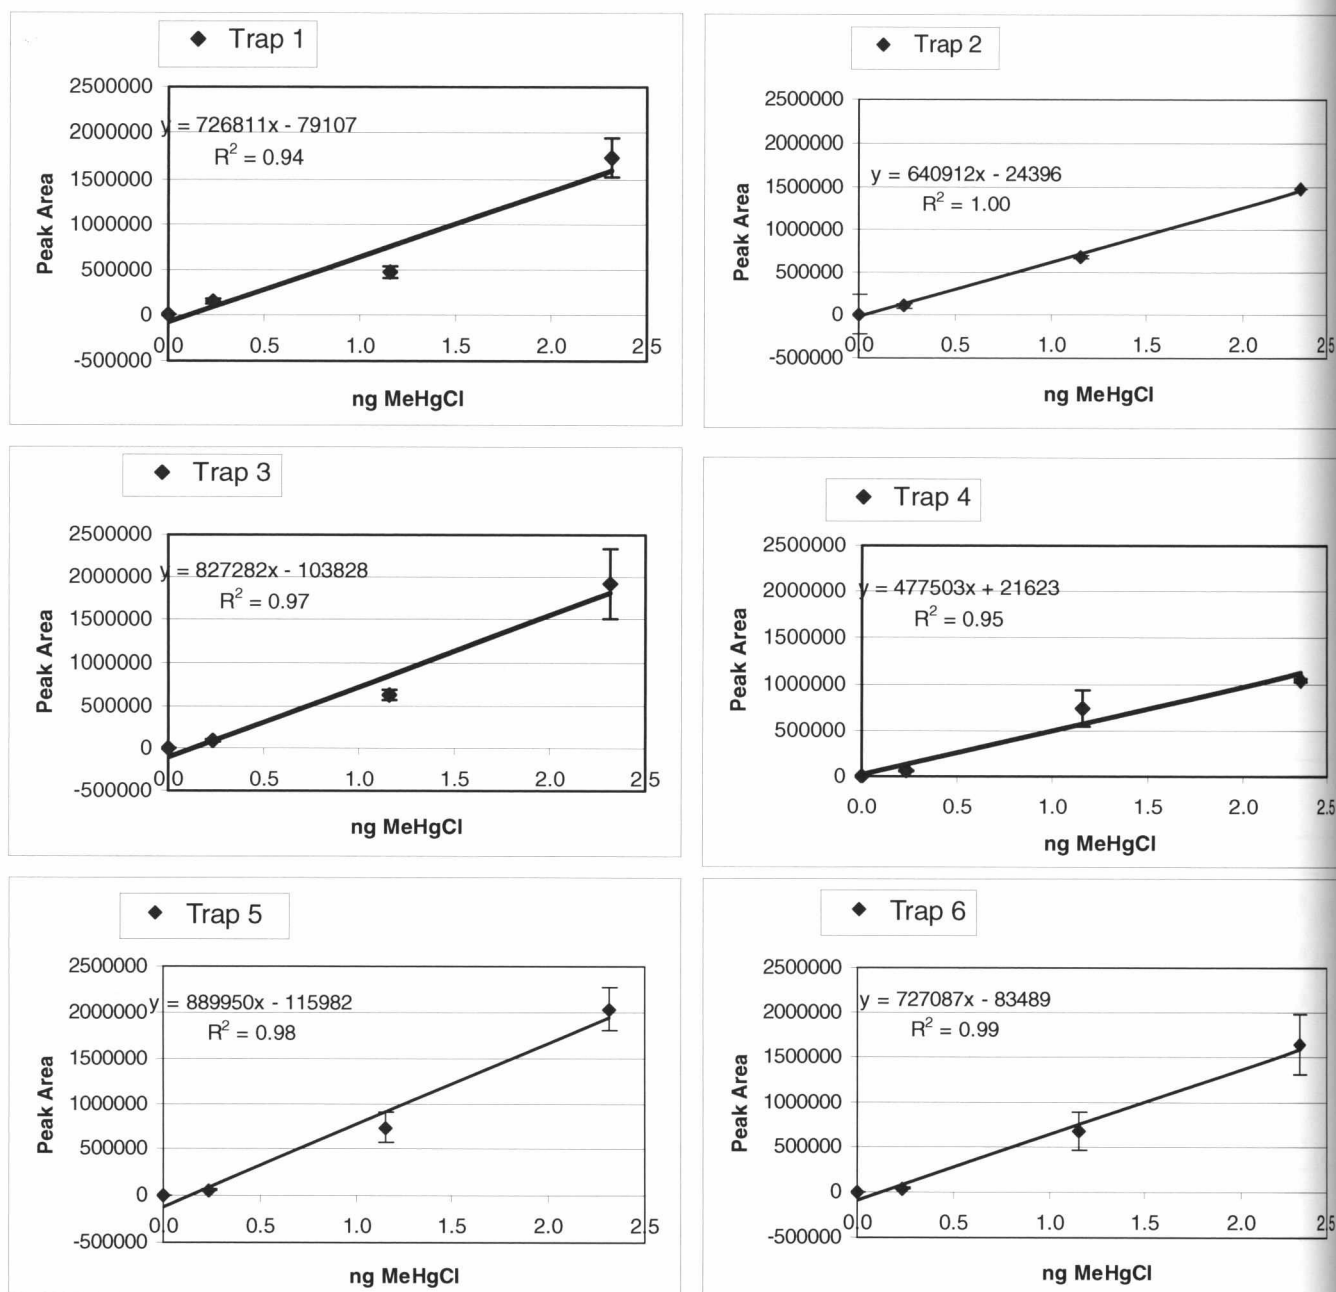 Trap 1
2500000
2000000
1500000
1000000
500000
0
-500000
Peak Area
y = 726811x - 79107
R² = 0.94
0.0 0.5 1.0 1.5 2.0 2.5
ng MeHgCl
Trap 2
2500000
2000000
1500000
1000000
500000
0
-500000
Peak Area
y = 640912x - 24396
R² = 1.00
0.0 0.5 1.0 1.5 2.0 2.5
ng MeHgCl
Trap 3
2500000
2000000
1500000
1000000
500000
0
-500000
Peak Area
y = 827282x - 103828
R² = 0.97
0.0 0.5 1.0 1.5 2.0 2.5
ng MeHgCl
Trap 4
2500000
2000000
1500000
1000000
500000
0
Peak Area
y = 477503x + 21623
R² = 0.95
0.0 0.5 1.0 1.5 2.0 2.5
ng MeHgCl
Trap 5
2500000
2000000
1500000
1000000
500000
0
-500000
Peak Area
y = 889950x - 115982
R² = 0.98
0.0 0.5 1.0 1.5 2.0 2.5
ng MeHgCl
Trap 6
2500000
2000000
1500000
1000000
500000
0
-500000
Peak Area
y = 727087x - 83489
R² = 0.99
0.0 0.5 1.0 1.5 2.0 2.5
ng MeHgCl